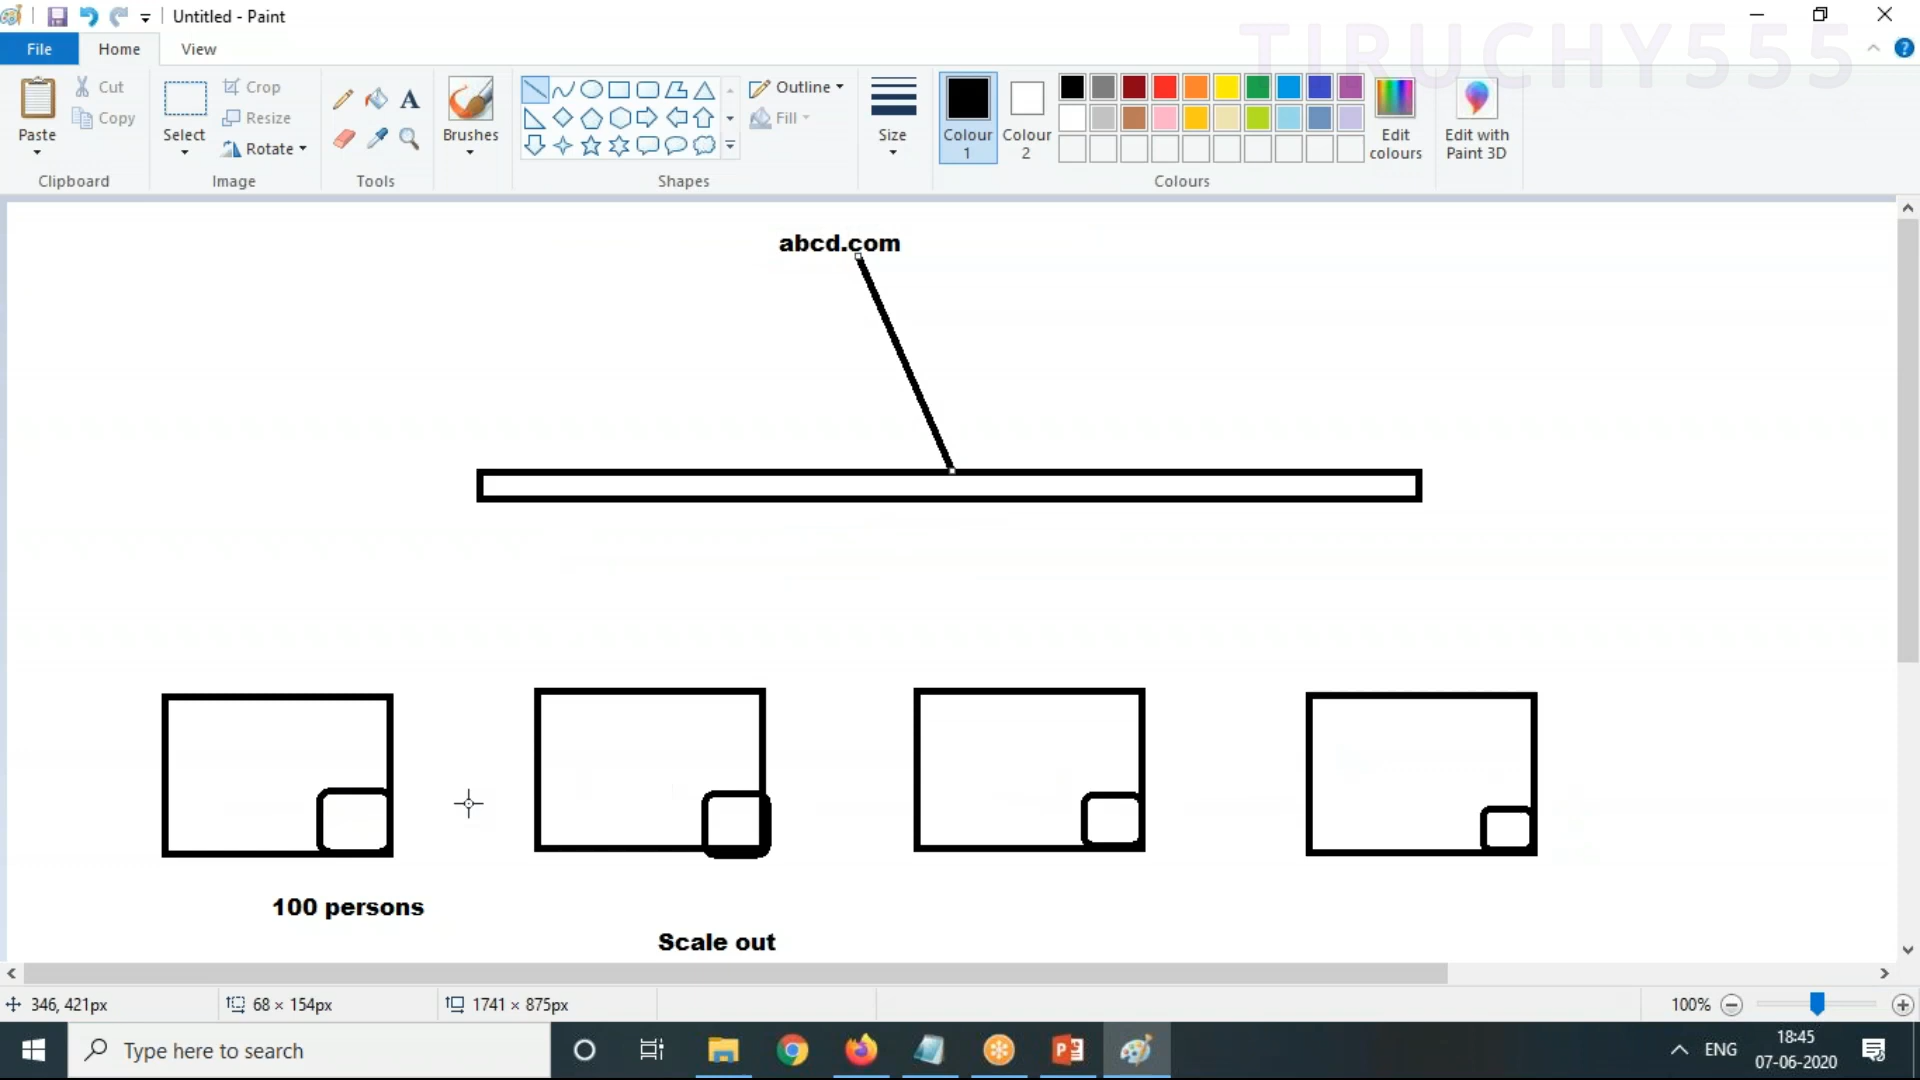 Untitled - Paint
TIRUCHY555
File Home View
Paste
Cut
Copy
Clipboard
Select
Crop
Resize
Rotate
Image
A
Tools
Brushes
Shapes
Outline
Fill
Size
Colour 1
Colour 2
Edit colours
Edit with Paint 3D
Colours
abcd.com
100 persons
Scale out
346, 421px
68 × 154px
1741 × 875px
100%
Type here to search
ENG
18:45
07-06-2020